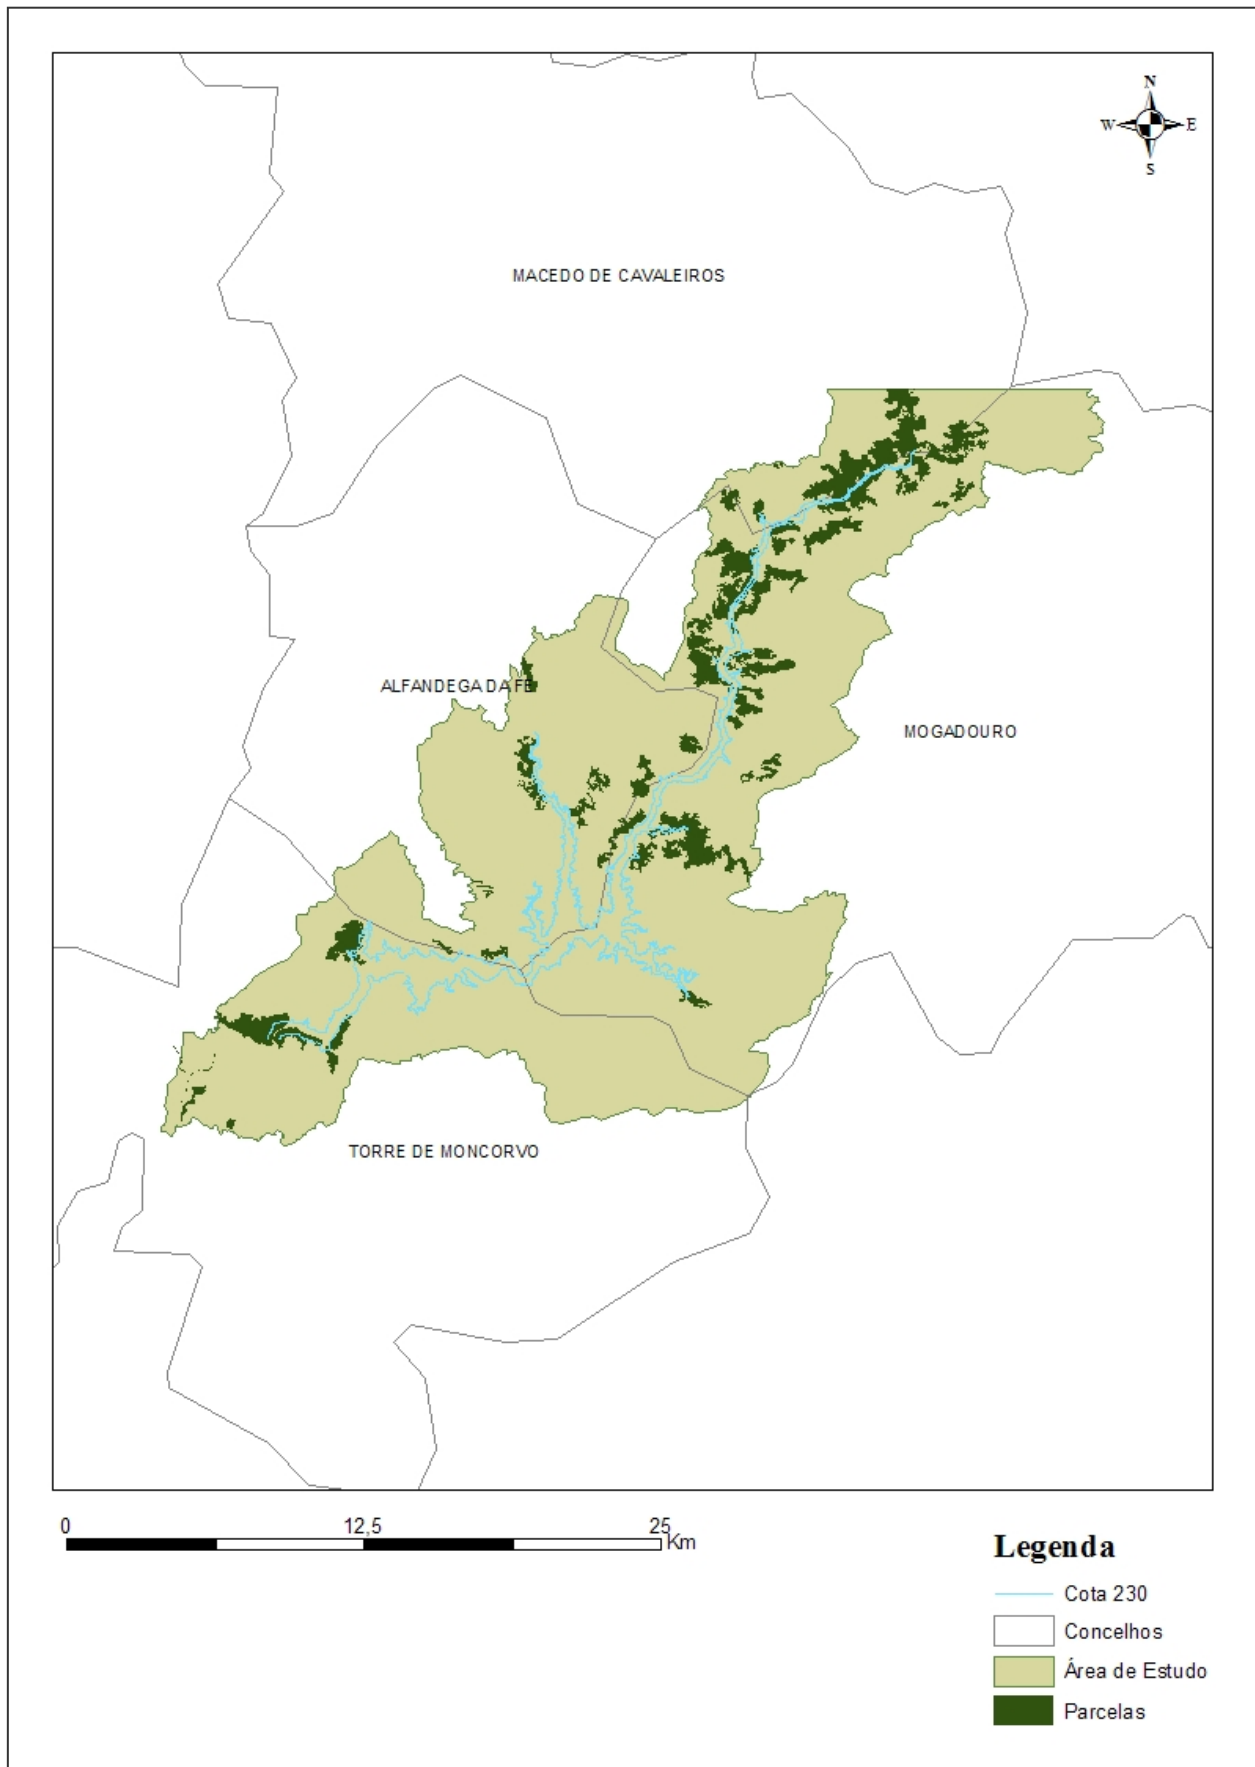 N
W E
S
MACEDO DE CAVALEIROS
ALFANDEGA DA FE
MOGADOURO
TORRE DE MONCORVO
0 12,5 25
Km
Legenda
Cota 230
Concelhos
Área de Estudo
Parcelas